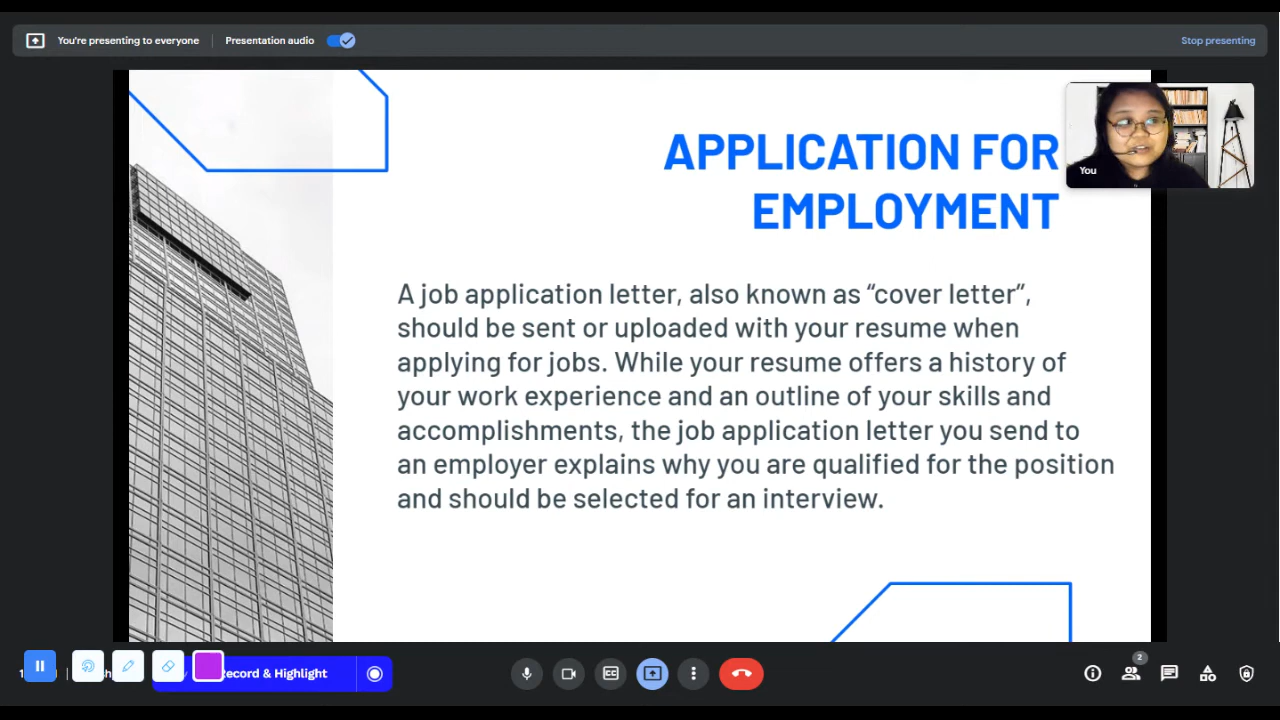 You're presenting to everyone
Presentation audio
Stop presenting
APPLICATION FOR
EMPLOYMENT
You
A job application letter, also known as “cover letter”,
should be sent or uploaded with your resume when
applying for jobs. While your resume offers a history of
your work experience and an outline of your skills and
accomplishments, the job application letter you send to
an employer explains why you are qualified for the position
and should be selected for an interview.
ecord & Highlight
CC
2